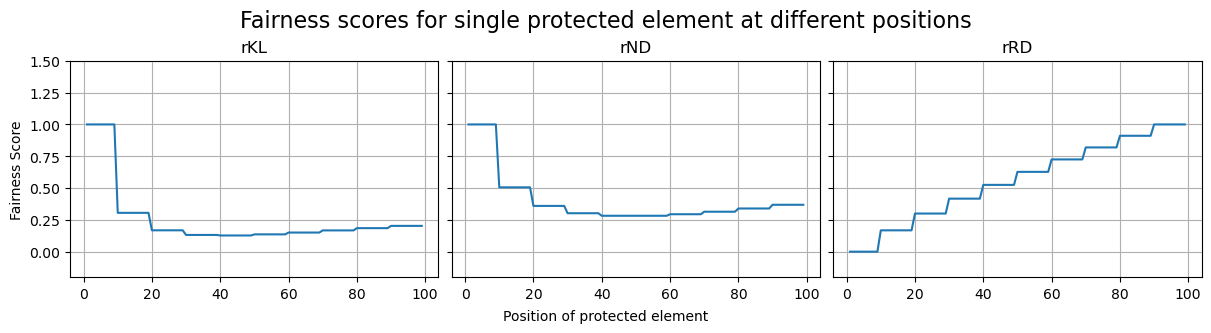 Fairness scores for single protected element at different positions
rKL rND rRD
1.50
1.25
1.00
0.75
0.50
0.25
0.00
Fairness Score
0 20 40 60 80 100 0 20 40 60 80 100 0 20 40 60 80 100
Position of protected element